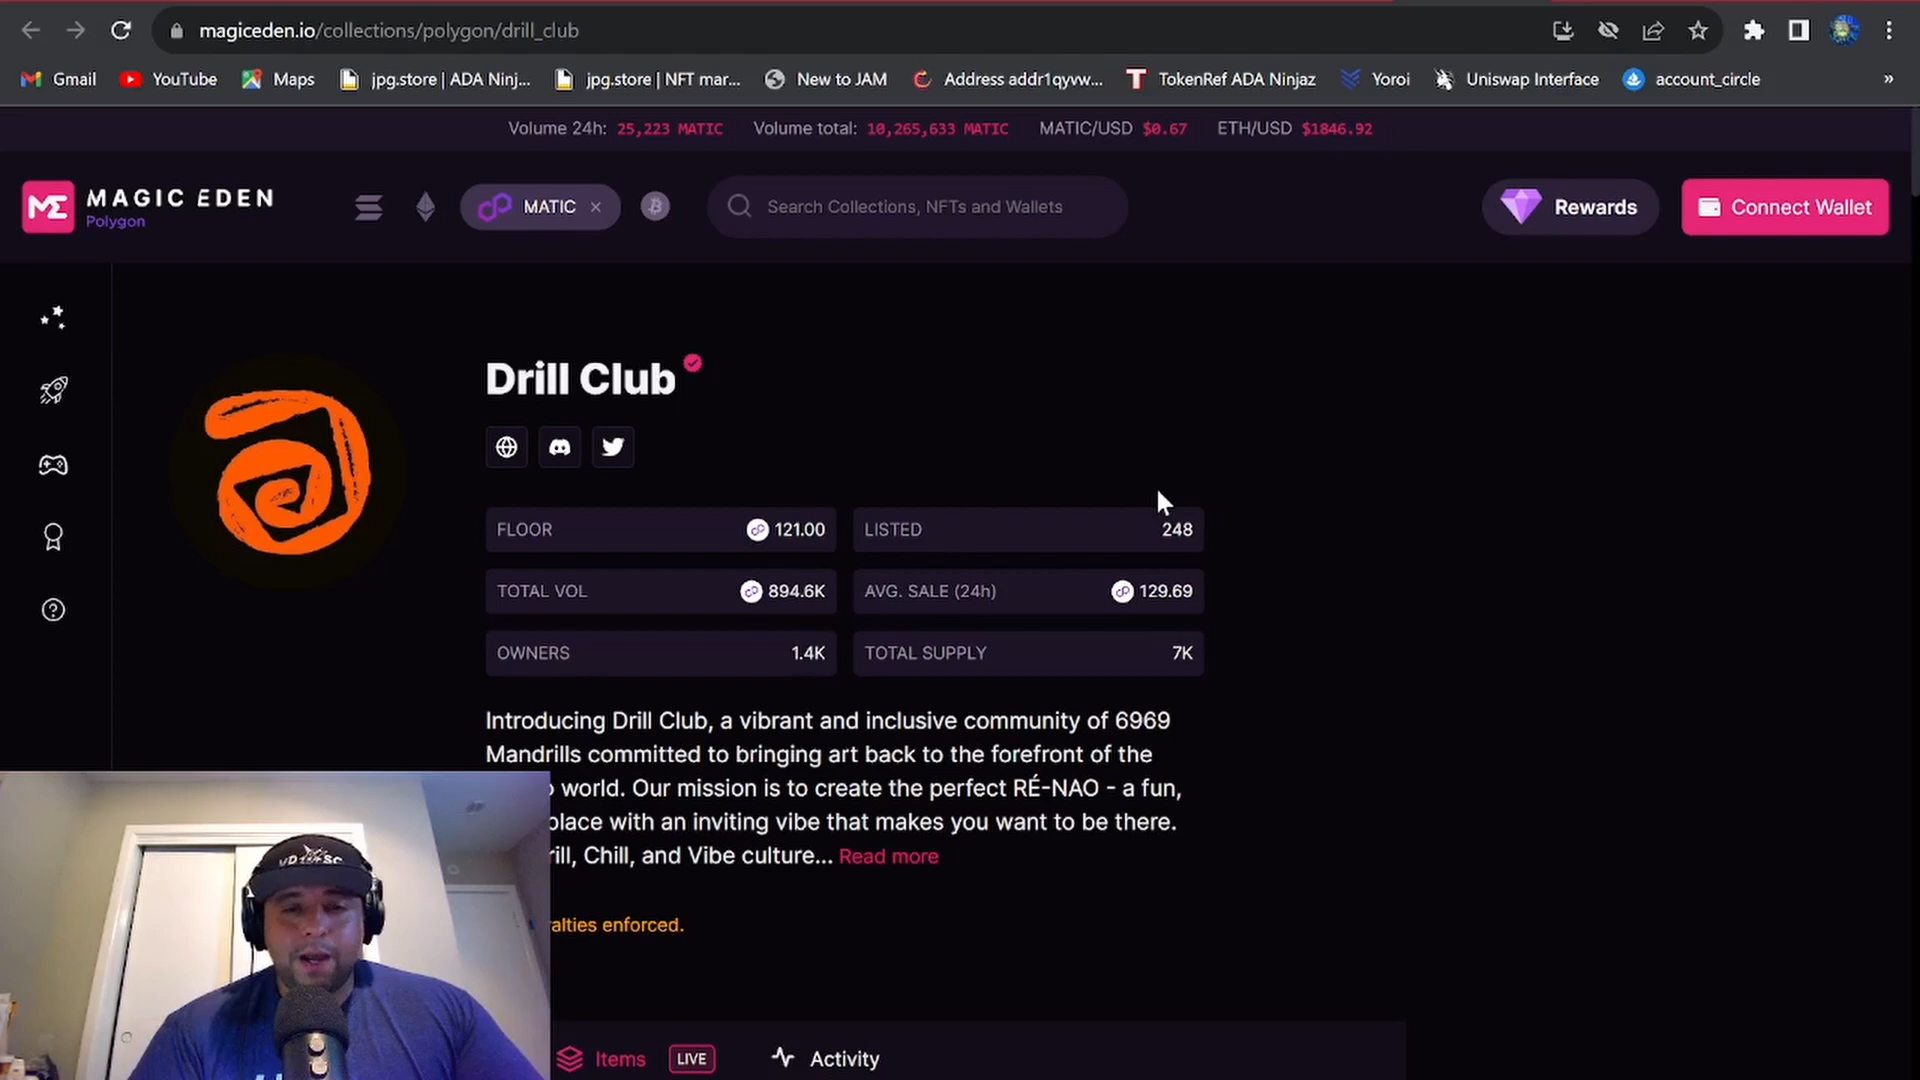 magiceden.io/collections/polygon/drill_club
Gmail YouTube Maps jpg.store | ADA Ninj... jpg.store | NFT mar... New to JAM Address addr1qyvw... TokenRef ADA Ninjaz Yoroi Uniswap Interface account_circle »
Volume 24h: 25,223 MATIC Volume total: 10,265,633 MATIC MATIC/USD $0.67 ETH/USD $1846.92
ME MAGIC EDEN
Polygon
MATIC ×
Search Collections, NFTs and Wallets
Rewards
Connect Wallet
Drill Club
FLOOR 121.00 LISTED 248
TOTAL VOL 894.6K AVG. SALE (24h) 129.69
OWNERS 1.4K TOTAL SUPPLY 7K
Introducing Drill Club, a vibrant and inclusive community of 6969
Mandrills committed to bringing art back to the forefront of the
world. Our mission is to create the perfect RÉ-NAO - a fun,
place with an inviting vibe that makes you want to be there.
rill, Chill, and Vibe culture... Read more
alties enforced.
Items LIVE Activity